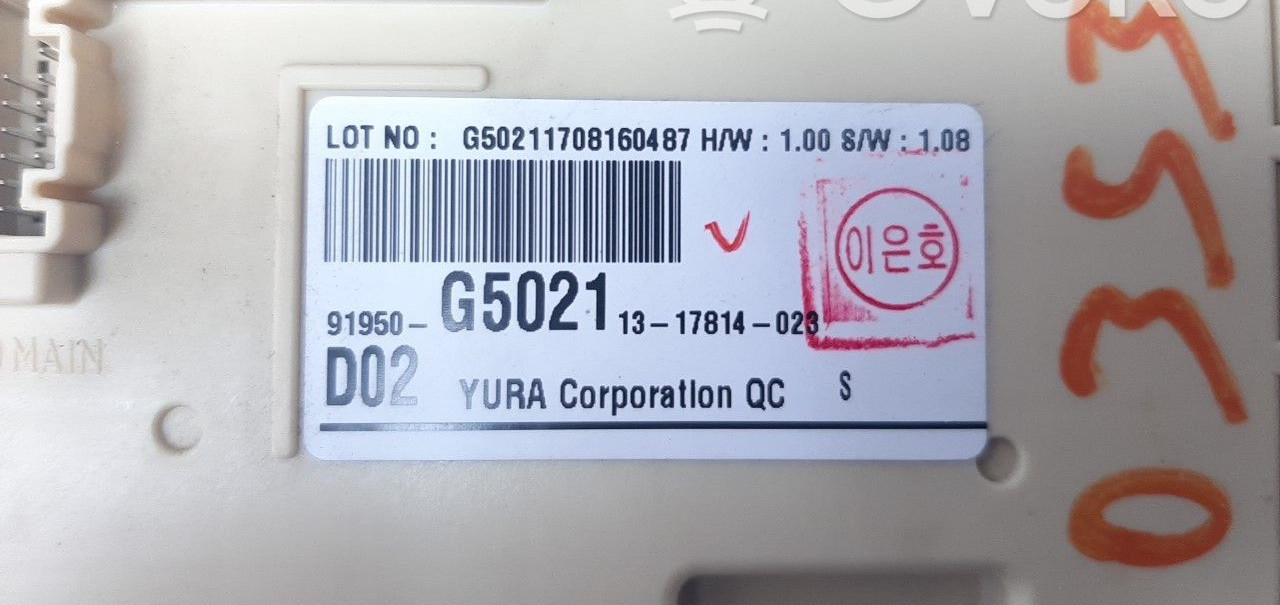 LOT NO : G50211708160487 H/W : 1.00 S/W : 1.08
이은호
91950- G5021 13-17814-023
D02 YURA Corporation QC S
MAIN